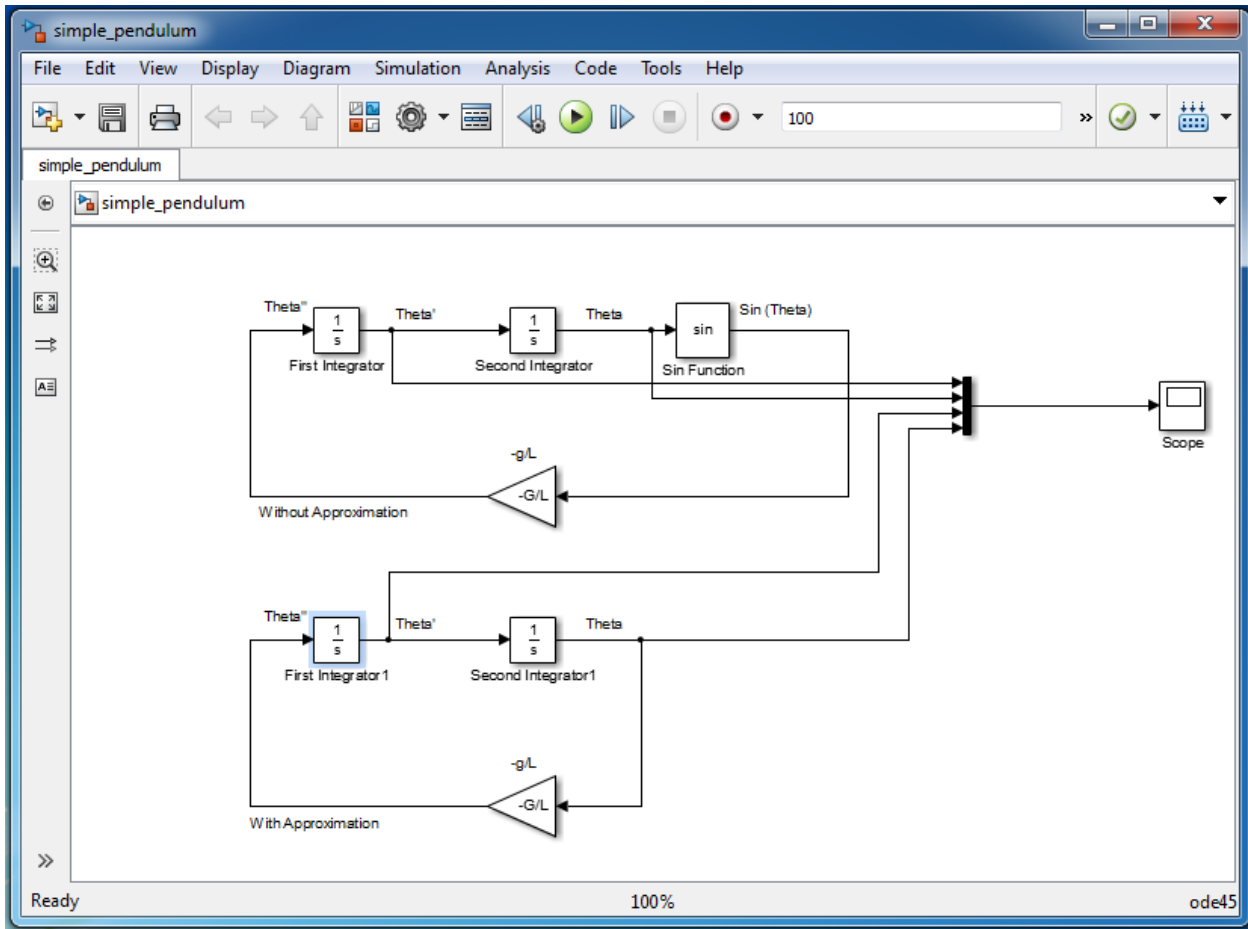 simple_pendulum
File Edit View Display Diagram Simulation Analysis Code Tools Help
100
simple_pendulum
simple_pendulum
Theta''
1
s
First Integrator
Theta'
1
s
Second Integrator
Theta
sin
Sin Function
Sin (Theta)
Scope
-g/L
-G/L
Without Approximation
Theta''
1
s
First Integrator1
Theta'
1
s
Second Integrator1
Theta
-g/L
-G/L
With Approximation
Ready 100% ode45